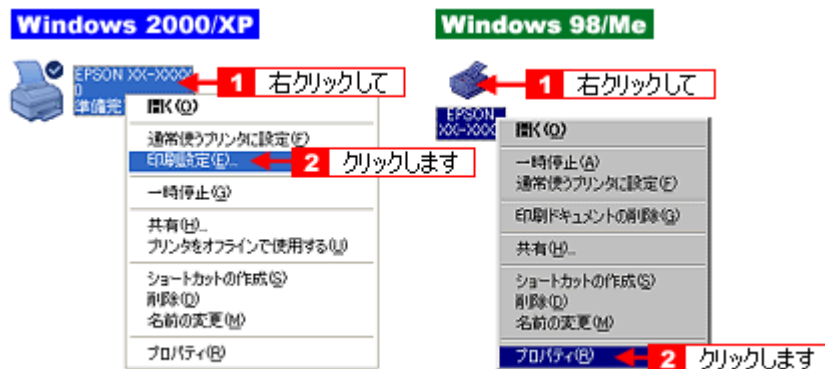 Windows 2000/XP
EPSON XX-XXXX
0
準備完
1 右クリックして
開く(O)
通常使うプリンタに設定(F)
印刷設定(E)...
2 クリックします
一時停止(G)
共有(H)...
プリンタをオフラインで使用する(U)
ショートカットの作成(S)
削除(D)
名前の変更(M)
プロパティ(R)
Windows 98/Me
1 右クリックして
EPSON
XX-XXX
開く(O)
一時停止(A)
通常使うプリンタに設定(F)
印刷ドキュメントの削除(G)
共有(H)...
ショートカットの作成(S)
削除(D)
名前の変更(M)
プロパティ(R)
2 クリックします